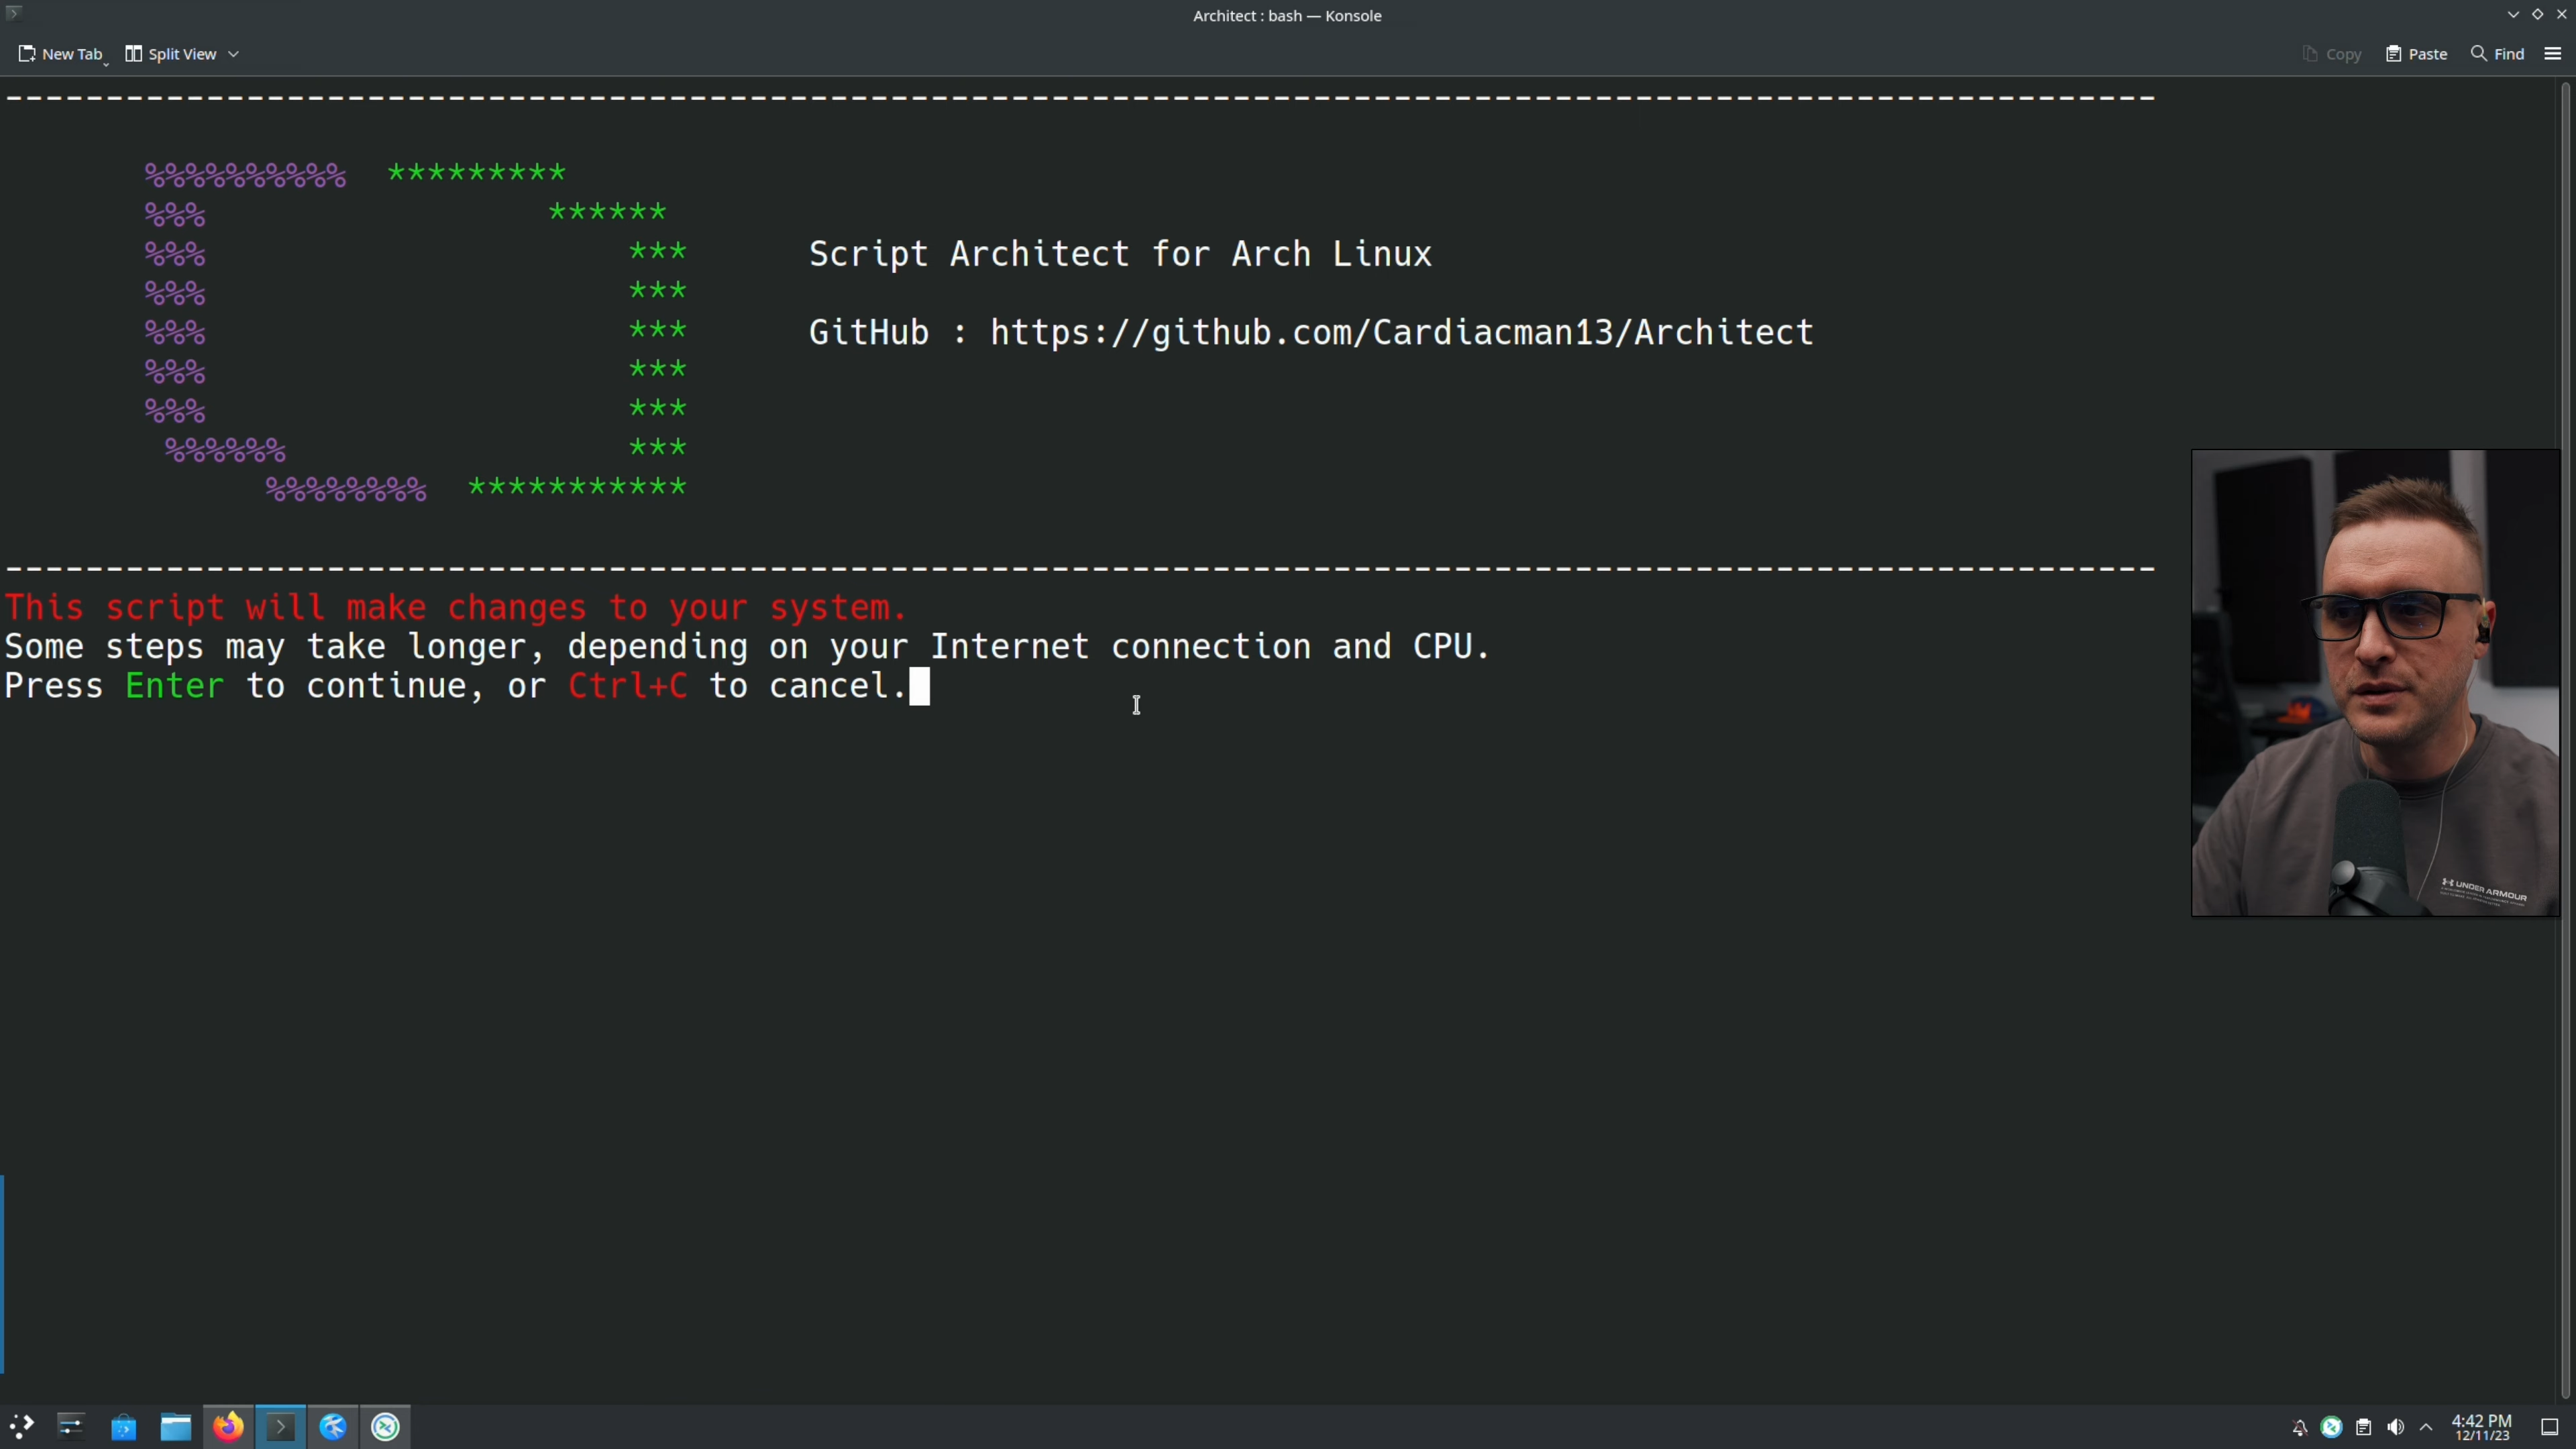 Architect : bash — Konsole
New Tab Split View Copy Paste Find
--------------------------------------------------------------------------------------------------------
%%%%%%%%%% *********
%%% ******
%%% *** Script Architect for Arch Linux
%%% ***
%%% *** GitHub : https://github.com/Cardiacman13/Architect
%%% ***
%%% ***
%%%%%% ***
%%%%%%%% ***********
--------------------------------------------------------------------------------------------------------
This script will make changes to your system.
Some steps may take longer, depending on your Internet connection and CPU.
Press Enter to continue, or Ctrl+C to cancel.
UNDER ARMOUR
4:42 PM
12/11/23